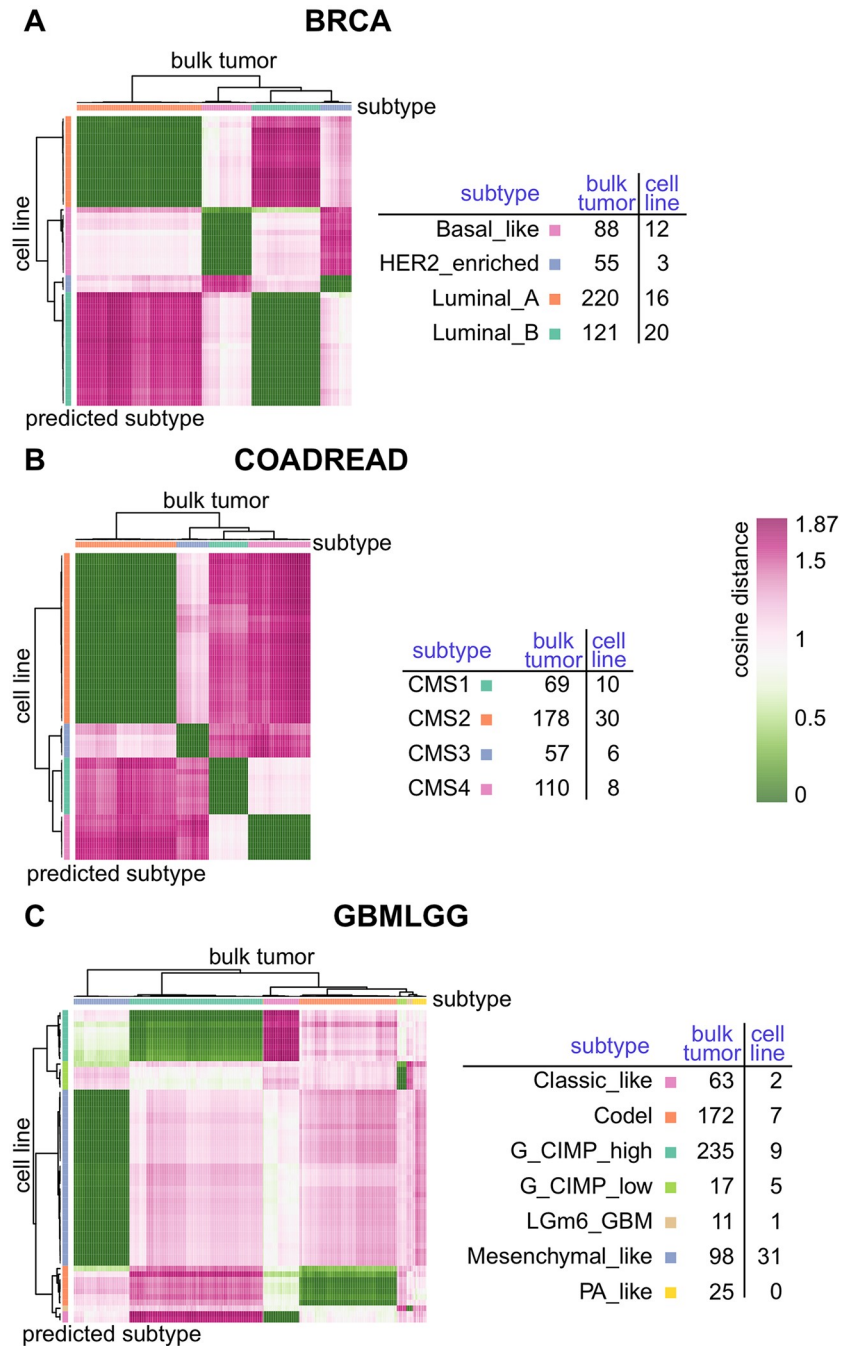 A BRCA
bulk tumor
subtype
cell line
predicted subtype
subtype bulk tumor cell line
Basal_like 88 12
HER2_enriched 55 3
Luminal_A 220 16
Luminal_B 121 20
B COADREAD
bulk tumor
subtype
cell line
predicted subtype
subtype bulk tumor cell line
CMS1 69 10
CMS2 178 30
CMS3 57 6
CMS4 110 8
cosine distance
1.87
1.5
1
0.5
0
C GBMLGG
bulk tumor
subtype
cell line
predicted subtype
subtype bulk tumor cell line
Classic_like 63 2
Codel 172 7
G_CIMP_high 235 9
G_CIMP_low 17 5
LGm6_GBM 11 1
Mesenchymal_like 98 31
PA_like 25 0